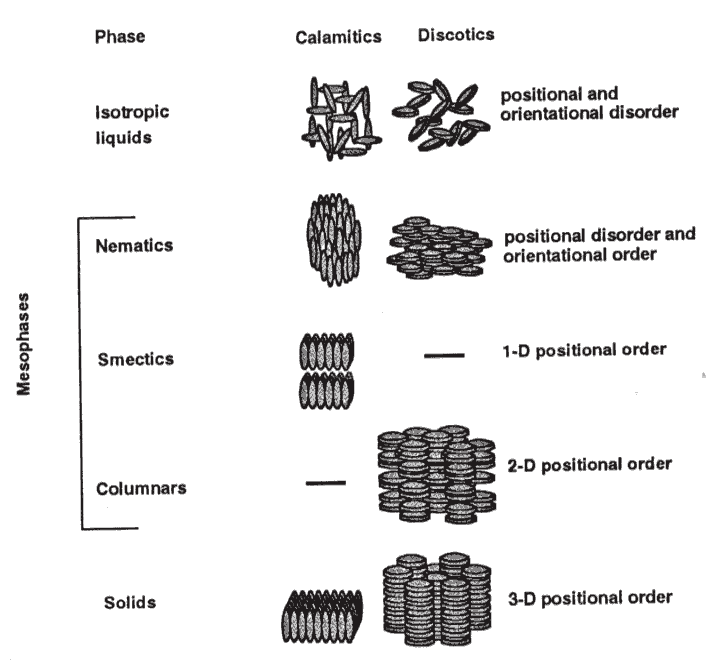 Phase Calamitics Discotics
Isotropic
liquids
positional and
orientational disorder
Mesophases
Nematics
positional disorder and
orientational order
Smectics
1-D positional order
Columnars
2-D positional order
Solids
3-D positional order